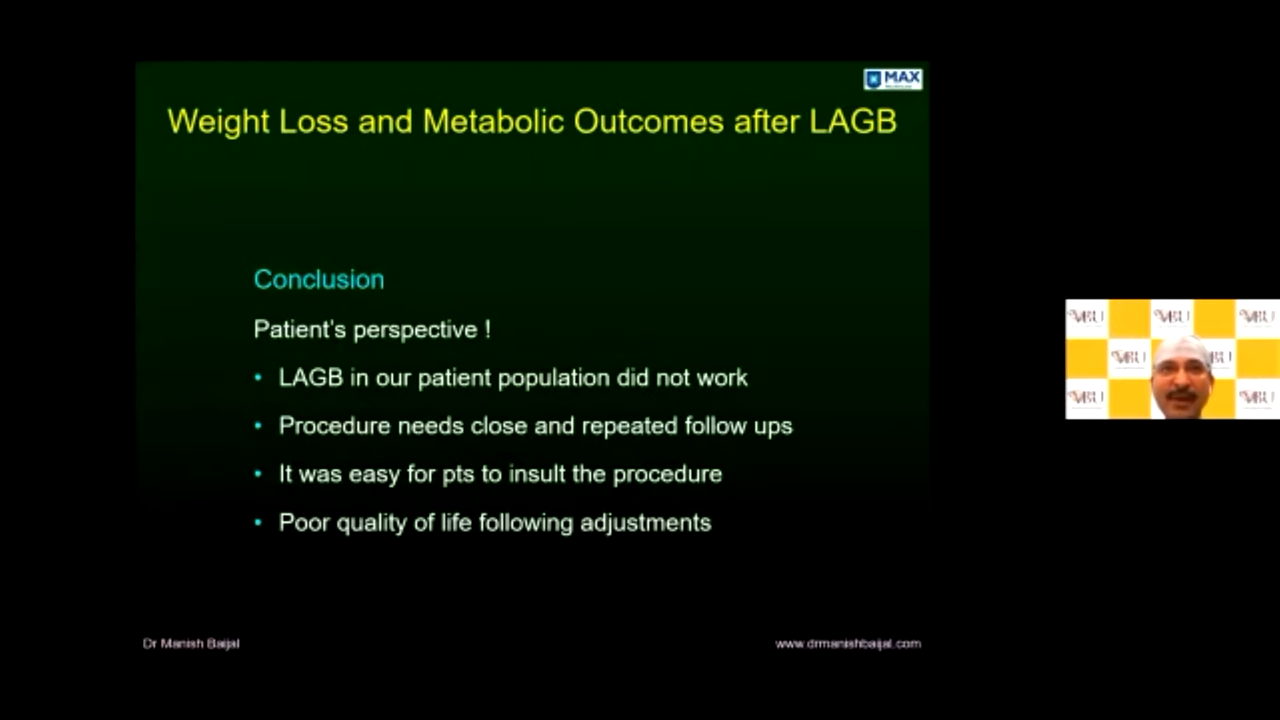 MAX
Weight Loss and Metabolic Outcomes after LAGB
Conclusion
Patient's perspective !
• LAGB in our patient population did not work
• Procedure needs close and repeated follow ups
• It was easy for pts to insult the procedure
• Poor quality of life following adjustments
Dr Manish Baijal
www.drmanishbaijal.com